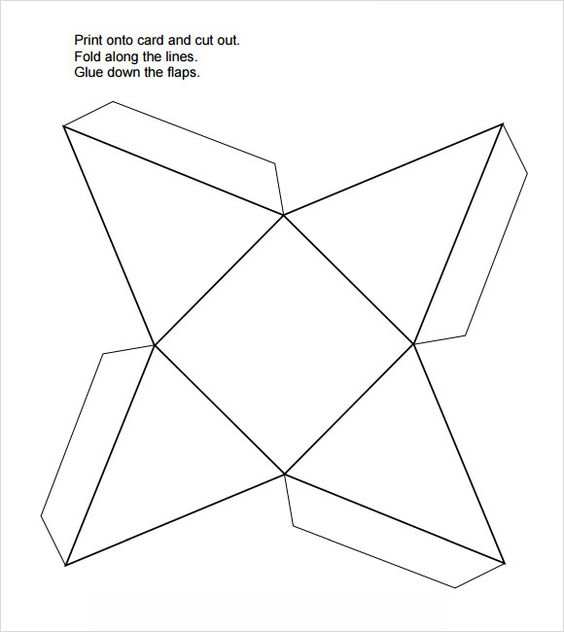 Print onto card and cut out.
Fold along the lines.
Glue down the flaps.